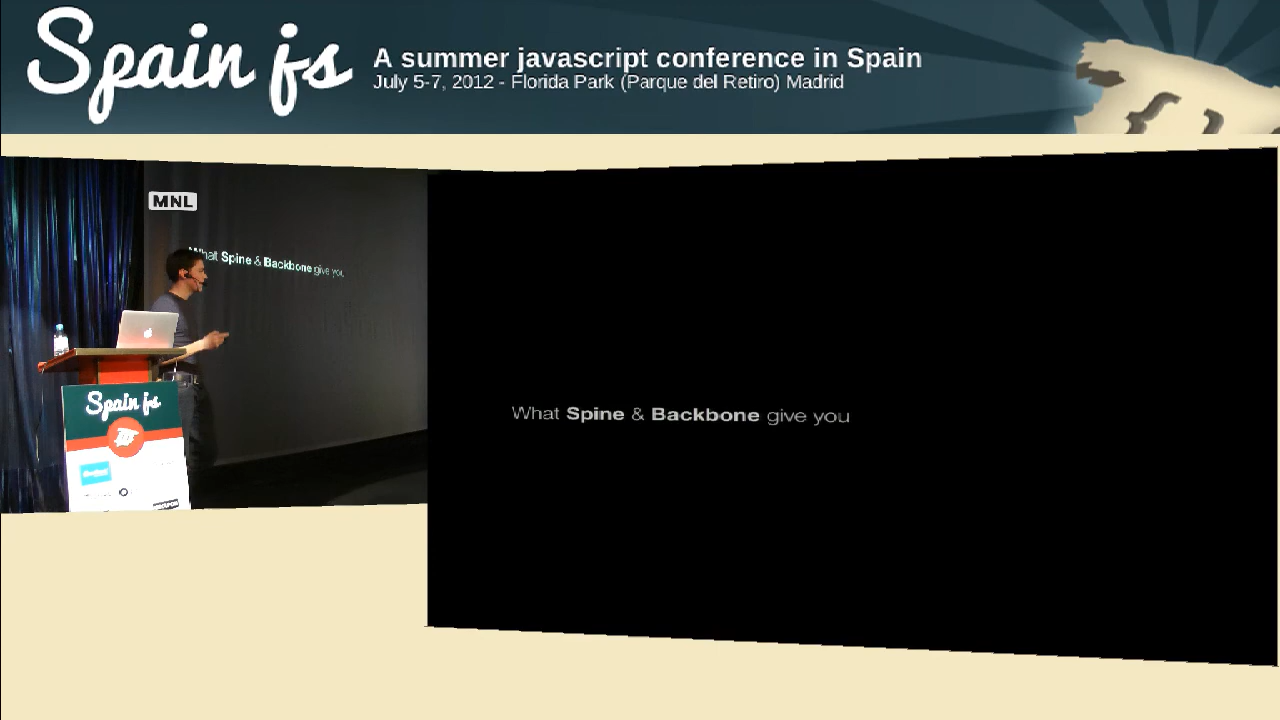 Spain js
A summer javascript conference in Spain
July 5-7, 2012 - Florida Park (Parque del Retiro) Madrid
MNL
What Spine & Backbone give you
What Spine & Backbone give you
Spain js